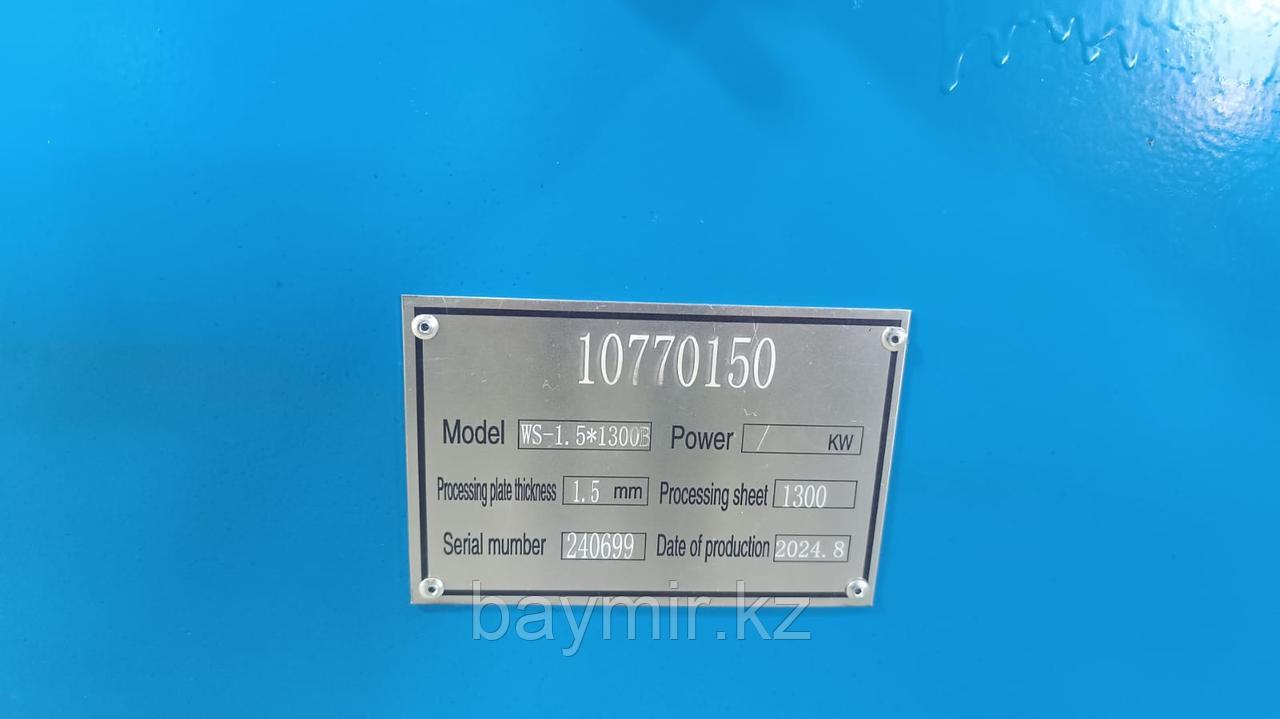 10770150
Model WS-1.5*1300B Power / KW
Processing plate thickness 1.5 mm Processing sheet 1300
Serial mumber 240699 Date of production 2024.8
baymir.kz